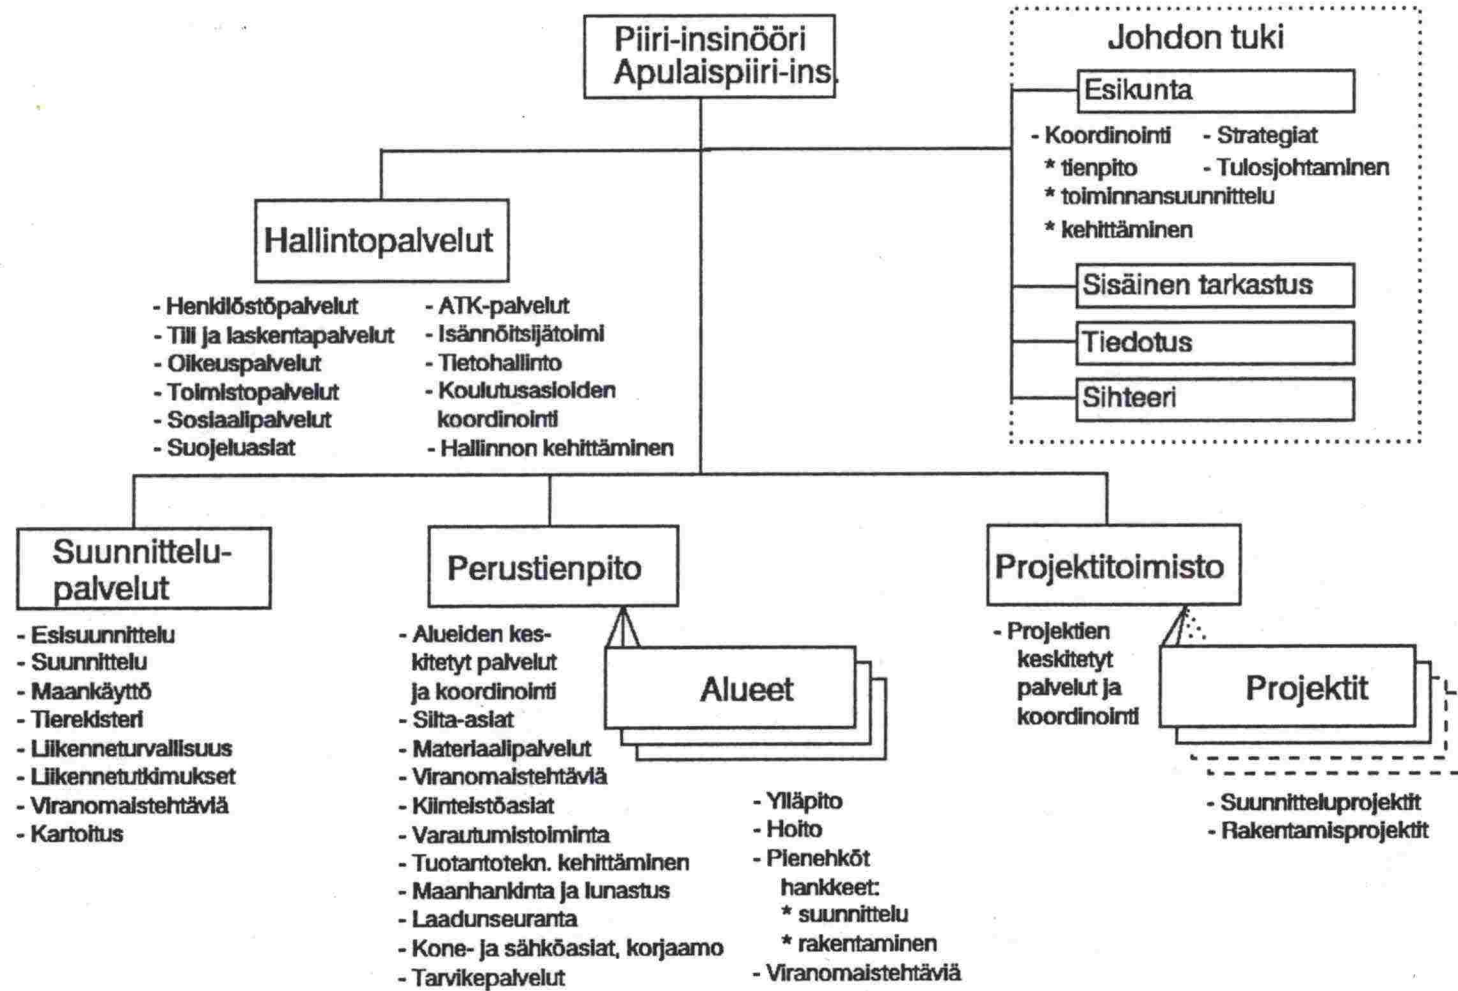 Piiri-insinööri
Apulaispiiri-ins.
Johdon tuki
Esikunta
- Koordinointi
* tienpito
* toiminnansuunnittelu
* kehittäminen
- Strategiat
- Tulosjohtaminen
Sisäinen tarkastus
Tiedotus
Sihteeri
Hallintopalvelut
- Henkilöstöpalvelut
- Tili ja laskentapalvelut
- Oikeuspalvelut
- Toimistopalvelut
- Sosiaalipalvelut
- Suojeluasiat
- ATK-palvelut
- Isännöitsijätoimi
- Tietohallinto
- Koulutusasioiden
koordinointi
- Hallinnon kehittäminen
Suunnittelu-
palvelut
- Esisuunnittelu
- Suunnittelu
- Maankäyttö
- Tierekisteri
- Liikenneturvallisuus
- Liikennetutkimukset
- Viranomaistehtäviä
- Kartoitus
Perustienpito
- Alueiden kes-
kitetyt palvelut
ja koordinointi
- Silta-asiat
- Materiaalipalvelut
- Viranomaistehtäviä
- Kiinteistöasiat
- Varautumistoiminta
- Tuotantotekn. kehittäminen
- Maanhankinta ja lunastus
- Laadunseuranta
- Kone- ja sähköasiat, korjaamo
- Tarvikepalvelut
Alueet
- Ylläpito
- Hoito
- Pienehköt
hankkeet:
* suunnittelu
* rakentaminen
- Viranomaistehtäviä
Projektitoimisto
- Projektien
keskitetyt
palvelut ja
koordinointi
Projektit
- Suunnitteluprojektit
- Rakentamisprojektit